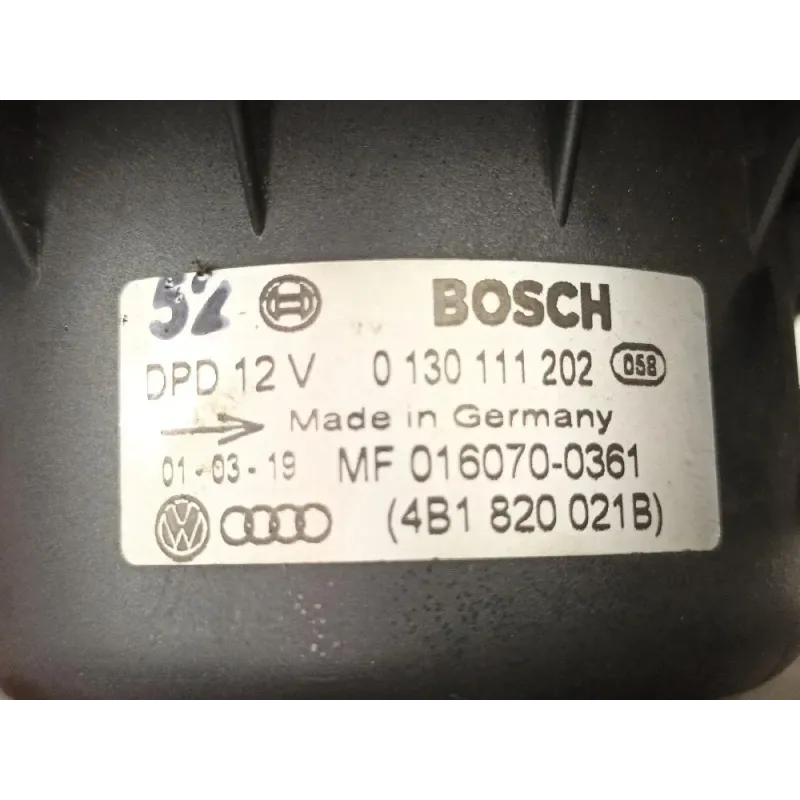 52 BOSCH
DPD 12 V 0 130 111 202 058
Made in Germany
01-03-19 MF 016070-0361
VW (4B1 820 021B)